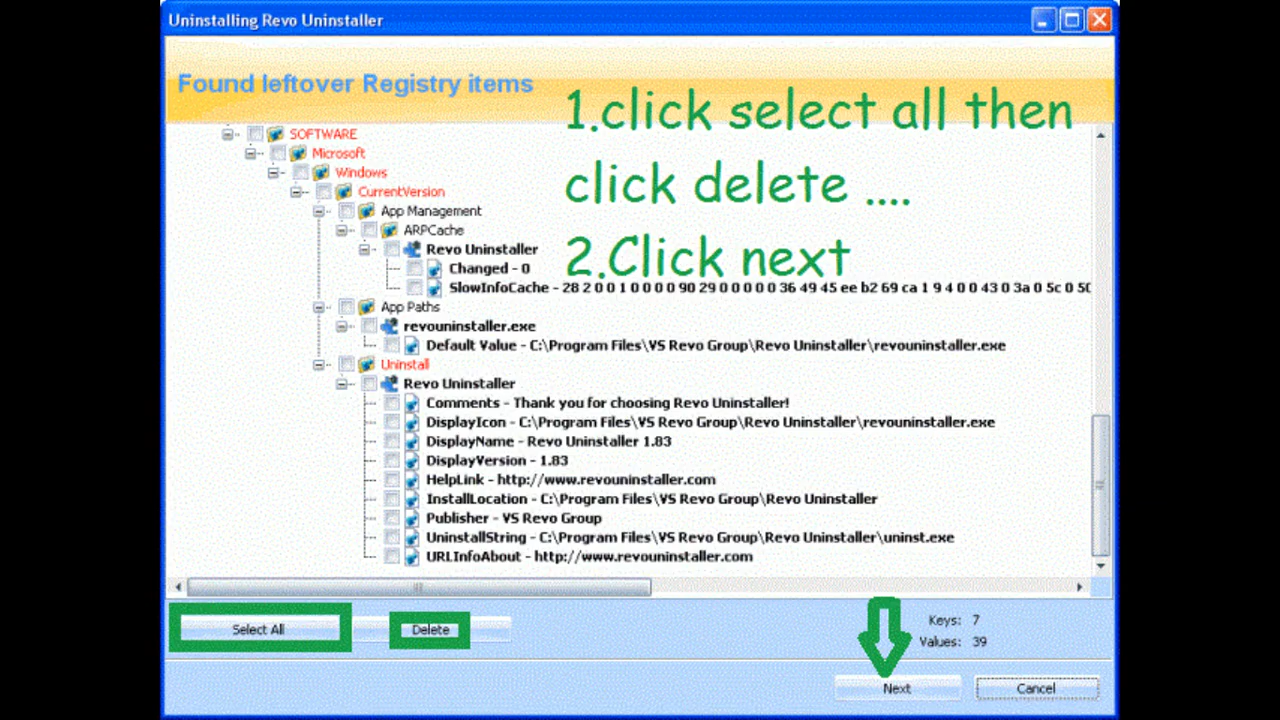 Uninstalling Revo Uninstaller
Found leftover Registry items
1.click select all then
click delete ....
2.Click next
SOFTWARE
Microsoft
Windows
CurrentVersion
App Management
ARPCache
Revo Uninstaller
Changed - 0
SlowInfoCache - 28 2 0 0 1 0 0 0 0 90 29 0 0 0 0 0 36 49 45 ee b2 69 ca 1 9 4 0 0 43 0 3a 0 5c 0 50
App Paths
revouninstaller.exe
Default Value - C:\Program Files\VS Revo Group\Revo Uninstaller\revouninstaller.exe
Uninstall
Revo Uninstaller
Comments - Thank you for choosing Revo Uninstaller!
DisplayIcon - C:\Program Files\VS Revo Group\Revo Uninstaller\revouninstaller.exe
DisplayName - Revo Uninstaller 1.83
DisplayVersion - 1.83
HelpLink - http://www.revouninstaller.com
InstallLocation - C:\Program Files\VS Revo Group\Revo Uninstaller
Publisher - VS Revo Group
UninstallString - C:\Program Files\VS Revo Group\Revo Uninstaller\uninst.exe
URLInfoAbout - http://www.revouninstaller.com
Select All
Delete
Keys: 7
Values: 39
Next
Cancel